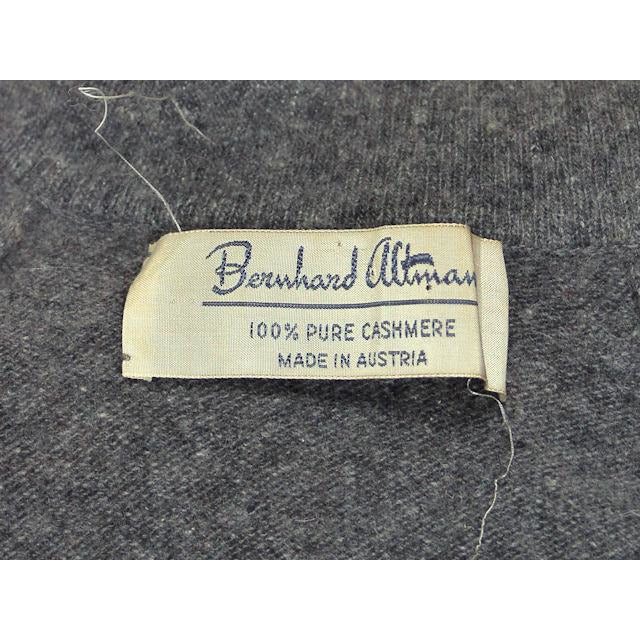 Bernhard Altman
100% PURE CASHMERE
MADE IN AUSTRIA